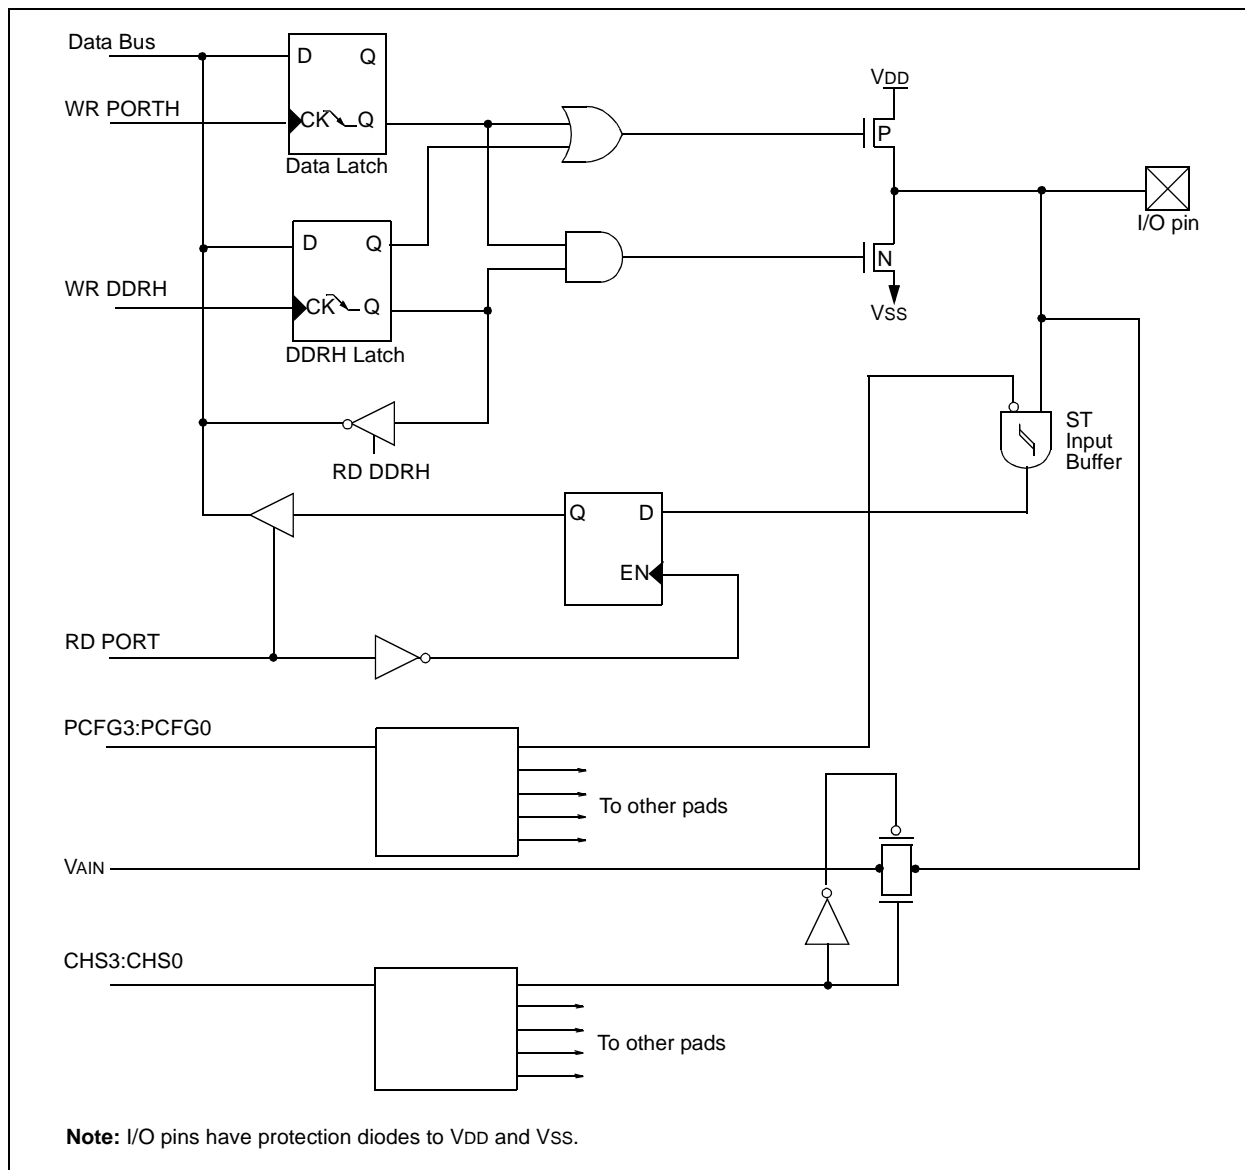 Data Bus
D Q
WR PORTH
CK Q
Data Latch
D Q
WR DDRH
CK Q
DDRH Latch
RD DDRH
VDD
P
N
VSS
I/O pin
ST
Input
Buffer
Q D
EN
RD PORT
PCFG3:PCFG0
To other pads
VAIN
CHS3:CHS0
To other pads
Note: I/O pins have protection diodes to VDD and VSS.